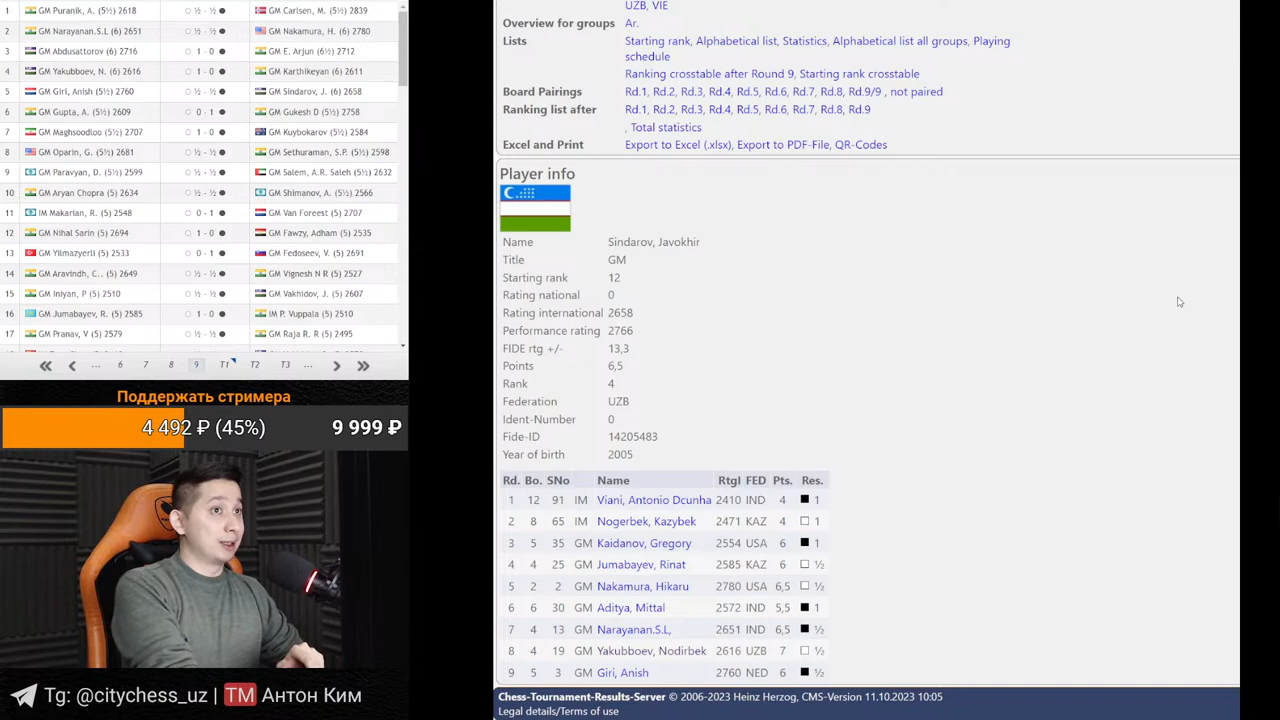 1 GM Puranik, A. (5½) 2618 ½ - ½ GM Carlsen, M. (5½) 2839
2 GM Narayanan.S.L (6) 2651 ½ - ½ GM Nakamura, H. (6) 2780
3 GM Abdusattorov (6) 2716 1 - 0 GM E. Arjun (6½) 2712
4 GM Yakubboev, N. (6) 2616 1 - 0 GM Karthikeyan (6) 2611
5 GM Giri, Anish (5½) 2760 ½ - ½ GM Sindarov, J. (6) 2658
6 GM Gupta, A. (6) 2609 0 - 1 GM Gukesh D (5½) 2758
7 GM Maghsoodloo (5½) 2707 1 - 0 GM Kuybokarov (5½) 2584
8 GM Oparin, G. (5½) 2681 ½ - ½ GM Sethuraman, S.P. (5½) 2598
9 GM Paravyan, D. (5½) 2599 ½ - ½ GM Salem, A.R. Saleh (5½) 2632
10 GM Aryan Chopra (5) 2634 ½ - ½ GM Shimanov, A. (5½) 2566
11 IM Makarian, R. (5) 2548 0 - 1 GM Van Foreest (5) 2707
12 GM Nihal Sarin (5) 2694 1 - 0 GM Fawzy, Adham (5) 2535
13 GM Yilmazyerli (5) 2533 0 - 1 GM Fedoseev, V. (5) 2691
14 GM Aravindh, C.. (5) 2649 ½ - ½ GM Vignesh N R (5) 2527
15 GM Iniyan, P (5) 2510 ½ - ½ GM Vakhidov, J. (5) 2607
16 GM Jumabayev, R. (5) 2585 1 - 0 IM P. Vuppala (5) 2510
17 GM Pranav, V (5) 2579 ½ - ½ GM Raja R. R (5) 2495
... 6 7 8 9 T1 T2 T3 ...
Поддержать стримера
4 492 ₽ (45%) 9 999 ₽
Tg: @citychess_uz | TM Антон Ким
UZB, VIE
Overview for groups Ar.
Lists Starting rank, Alphabetical list, Statistics, Alphabetical list all groups, Playing
schedule
Ranking crosstable after Round 9, Starting rank crosstable
Board Pairings Rd.1, Rd.2, Rd.3, Rd.4, Rd.5, Rd.6, Rd.7, Rd.8, Rd.9/9 , not paired
Ranking list after Rd.1, Rd.2, Rd.3, Rd.4, Rd.5, Rd.6, Rd.7, Rd.8, Rd.9
, Total statistics
Excel and Print Export to Excel (.xlsx), Export to PDF-File, QR-Codes
Player info
Name Sindarov, Javokhir
Title GM
Starting rank 12
Rating national 0
Rating international 2658
Performance rating 2766
FIDE rtg +/- 13,3
Points 6,5
Rank 4
Federation UZB
Ident-Number 0
Fide-ID 14205483
Year of birth 2005
Rd. Bo. SNo Name RtgI FED Pts. Res.
1 12 91 IM Viani, Antonio Dcunha 2410 IND 4 1
2 8 65 IM Nogerbek, Kazybek 2471 KAZ 4 1
3 5 35 GM Kaidanov, Gregory 2554 USA 6 1
4 4 25 GM Jumabayev, Rinat 2585 KAZ 6 ½
5 2 2 GM Nakamura, Hikaru 2780 USA 6,5 ½
6 6 30 GM Aditya, Mittal 2572 IND 5,5 1
7 4 13 GM Narayanan.S.L, 2651 IND 6,5 ½
8 4 19 GM Yakubboev, Nodirbek 2616 UZB 7 ½
9 5 3 GM Giri, Anish 2760 NED 6 ½
Chess-Tournament-Results-Server © 2006-2023 Heinz Herzog, CMS-Version 11.10.2023 10:05
Legal details/Terms of use